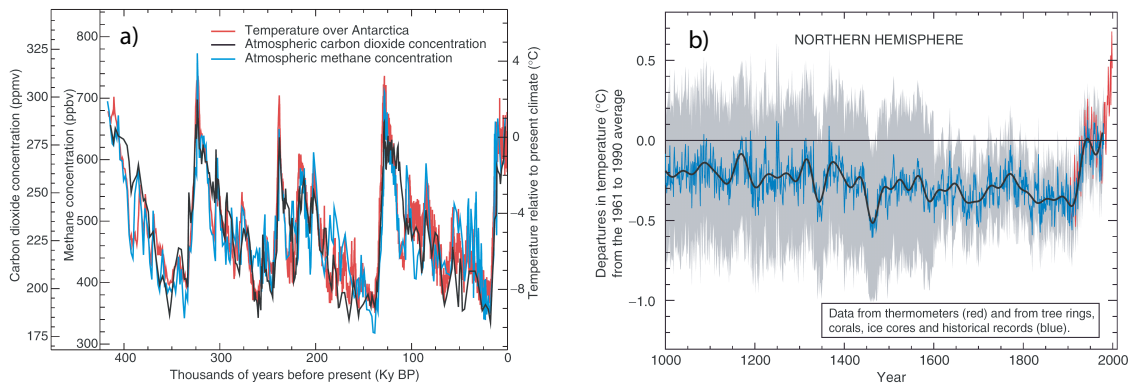 a)
Temperature over Antarctica
Atmospheric carbon dioxide concentration
Atmospheric methane concentration
Carbon dioxide concentration (ppmv)
325
300
275
250
225
200
175
Methane concentration (ppbv)
800
700
600
500
400
300
Temperature relative to present climate (°C)
4
0
−4
−8
400
300
200
100
0
Thousands of years before present (Ky BP)
b)
NORTHERN HEMISPHERE
Departures in temperature (°C)
from the 1961 to 1990 average
0.5
0.0
−0.5
−1.0
Data from thermometers (red) and from tree rings,
corals, ice cores and historical records (blue).
1000
1200
1400
1600
1800
2000
Year